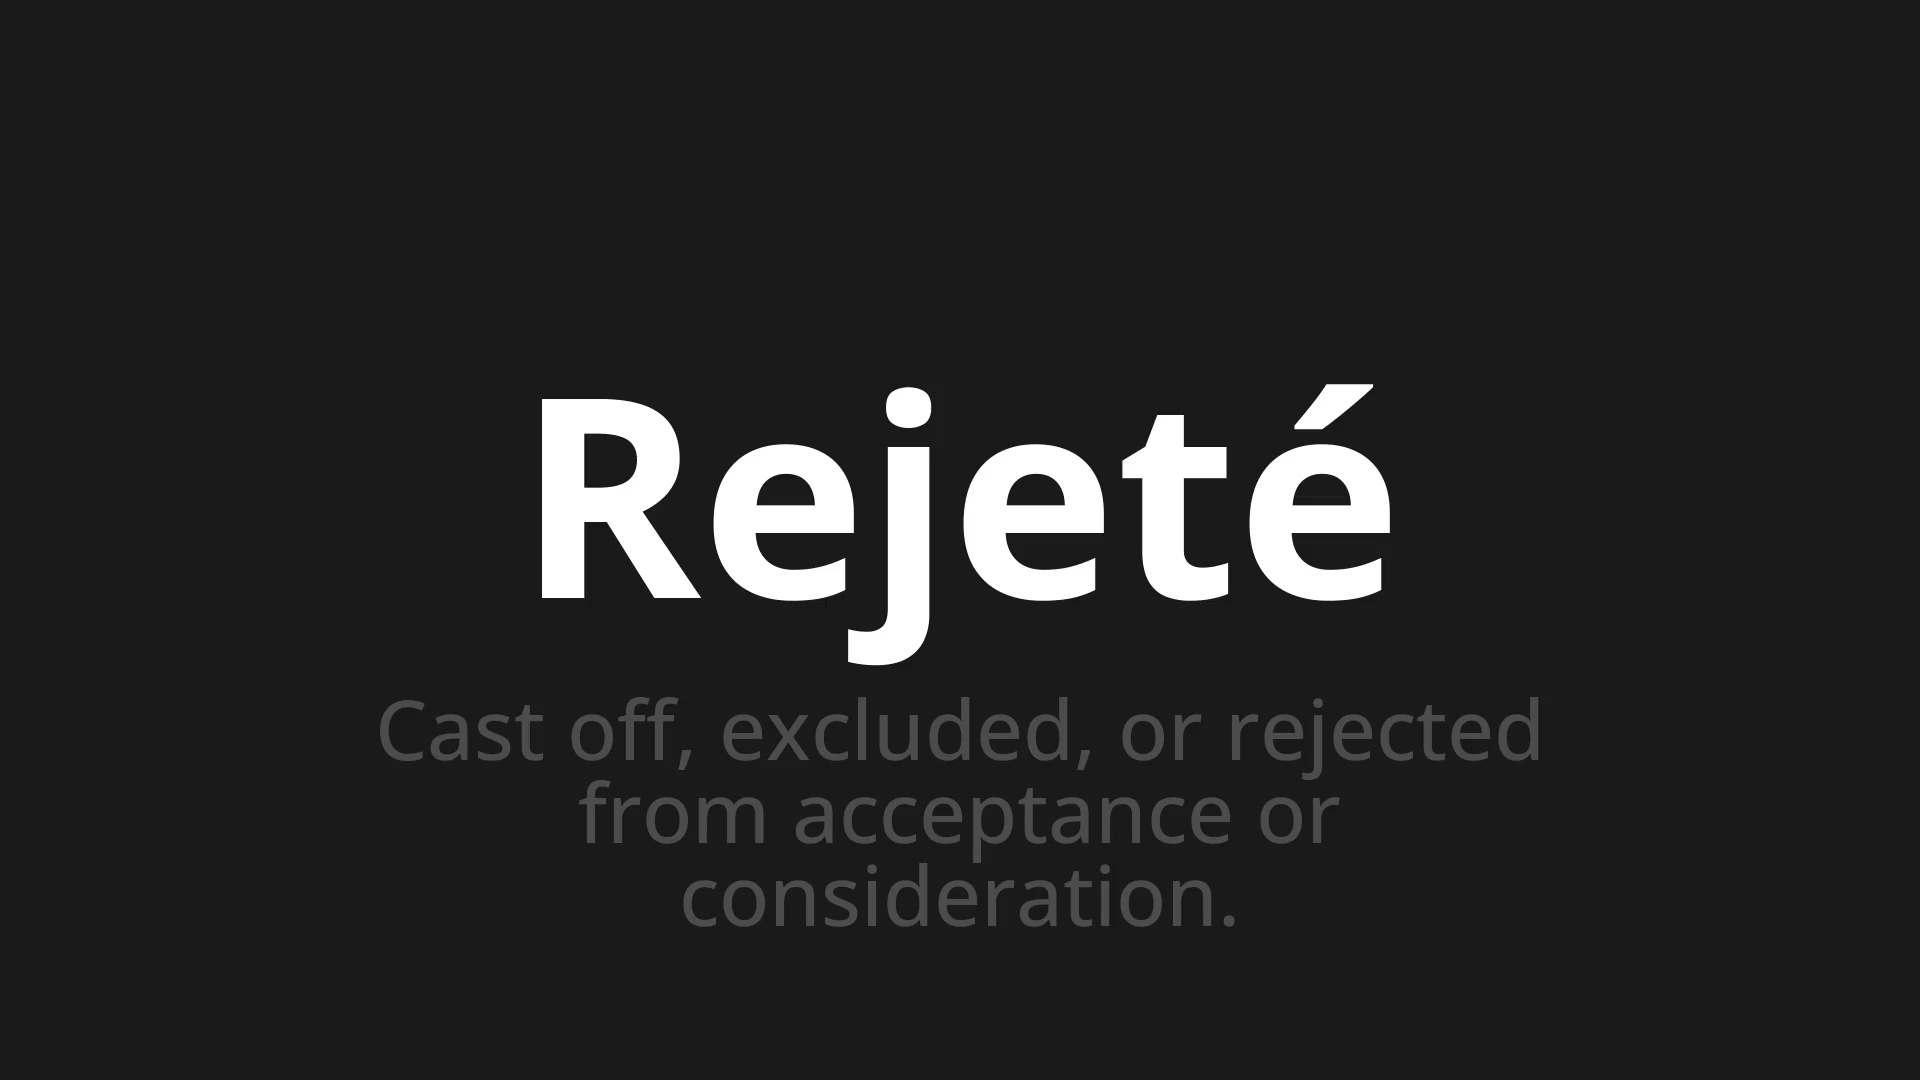 Rejeté
Cast off, excluded, or rejected
from acceptance or
consideration.